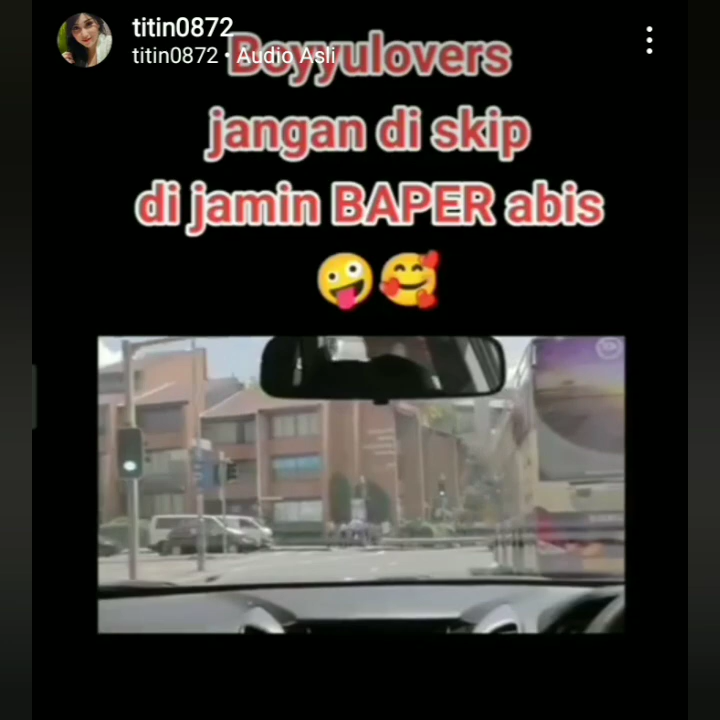 titin0872
titin0872 • Audio Asli
Boyyulovers
jangan di skip
di jamin BAPER abis
🤪🥰